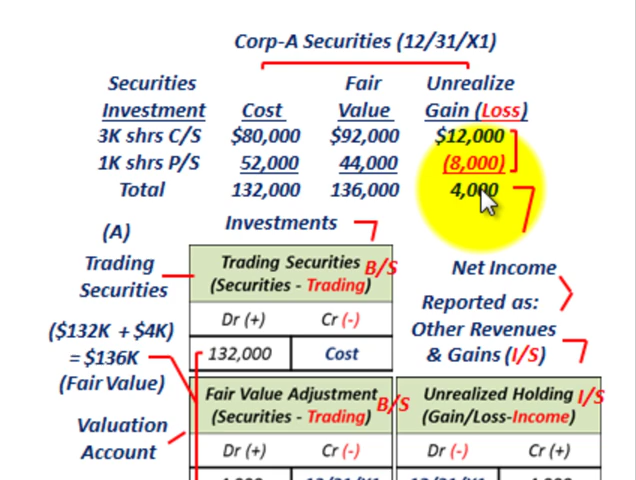 Corp-A Securities (12/31/X1)
Securities Fair Unrealize
Investment Cost Value Gain (Loss)
3K shrs C/S $80,000 $92,000 $12,000
1K shrs P/S 52,000 44,000 (8,000)
Total 132,000 136,000 4,000
(A) Investments
Trading Securities B/S
(Securities - Trading)
Dr (+) Cr (-)
132,000 Cost
Trading
Securities
($132K + $4K)
= $136K
(Fair Value)
Net Income
Reported as:
Other Revenues
& Gains (I/S)
Valuation
Account
Fair Value Adjustment B/S
(Securities - Trading)
Dr (+) Cr (-)
Unrealized Holding I/S
(Gain/Loss-Income)
Dr (-) Cr (+)